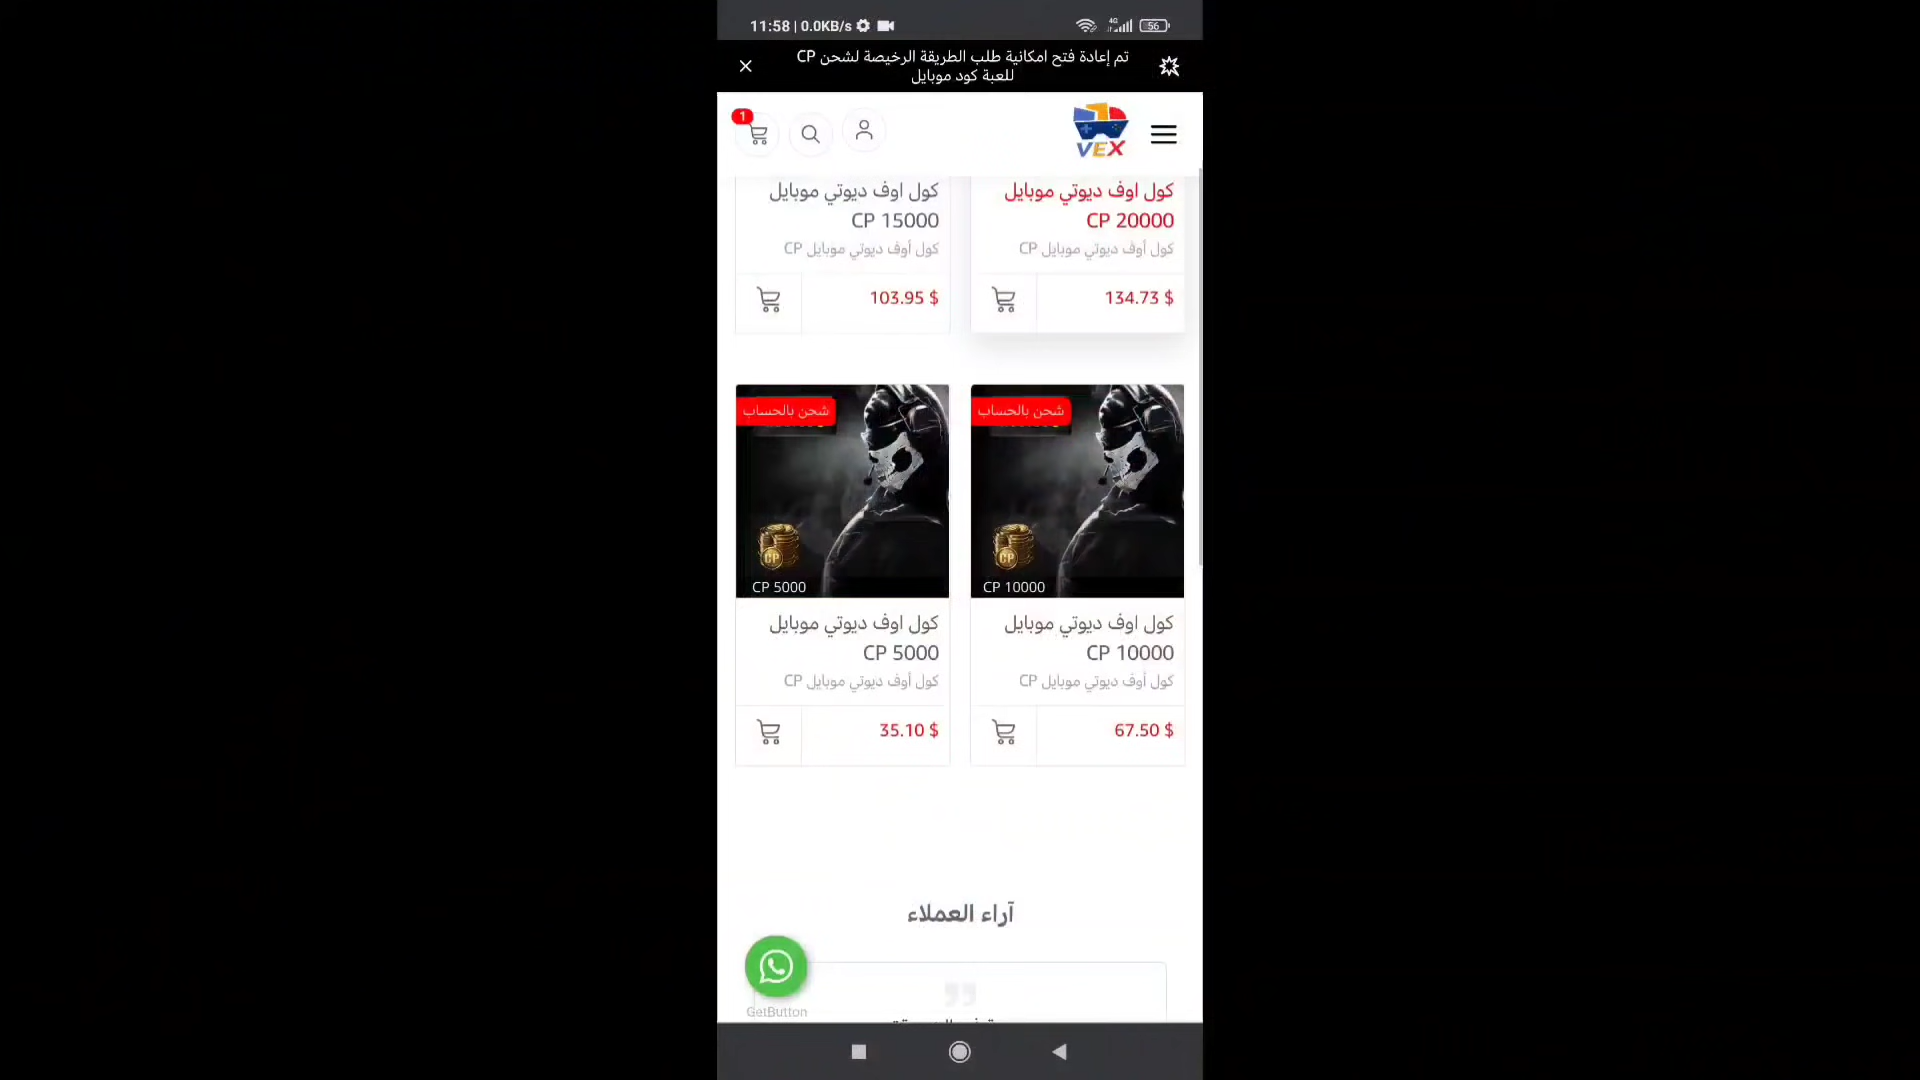 11:58 | 0.0KB/s
4G
56
تم إعادة فتح امكانية طلب الطريقة الرخيصة لشحن CP
للعبة كود موبايل
1
VEX
كول اوف ديوتي موبايل
CP 20000
كول أوف ديوتي موبايل CP
134.73 $
كول اوف ديوتي موبايل
CP 15000
كول أوف ديوتي موبايل CP
103.95 $
شحن بالحساب
CP
CP 10000
كول اوف ديوتي موبايل
CP 10000
كول أوف ديوتي موبايل CP
67.50 $
شحن بالحساب
CP
CP 5000
كول اوف ديوتي موبايل
CP 5000
كول أوف ديوتي موبايل CP
35.10 $
آراء العملاء
GetButton